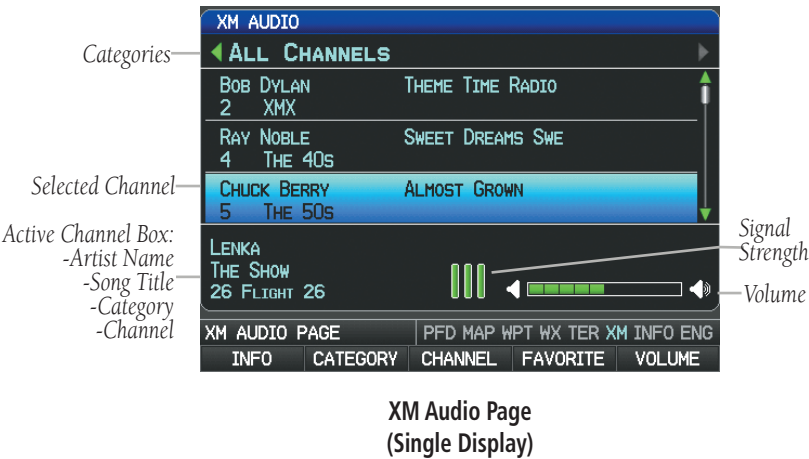 XM AUDIO
Categories
ALL CHANNELS
BOB DYLAN THEME TIME RADIO
2 XMX
RAY NOBLE SWEET DREAMS SWE
4 THE 40S
Selected Channel
CHUCK BERRY ALMOST GROWN
5 THE 50S
Active Channel Box:
-Artist Name
-Song Title
-Category
-Channel
LENKA
THE SHOW
26 FLIGHT 26
Signal
Strength
Volume
XM AUDIO PAGE PFD MAP WPT WX TER XM INFO ENG
INFO CATEGORY CHANNEL FAVORITE VOLUME
XM Audio Page
(Single Display)